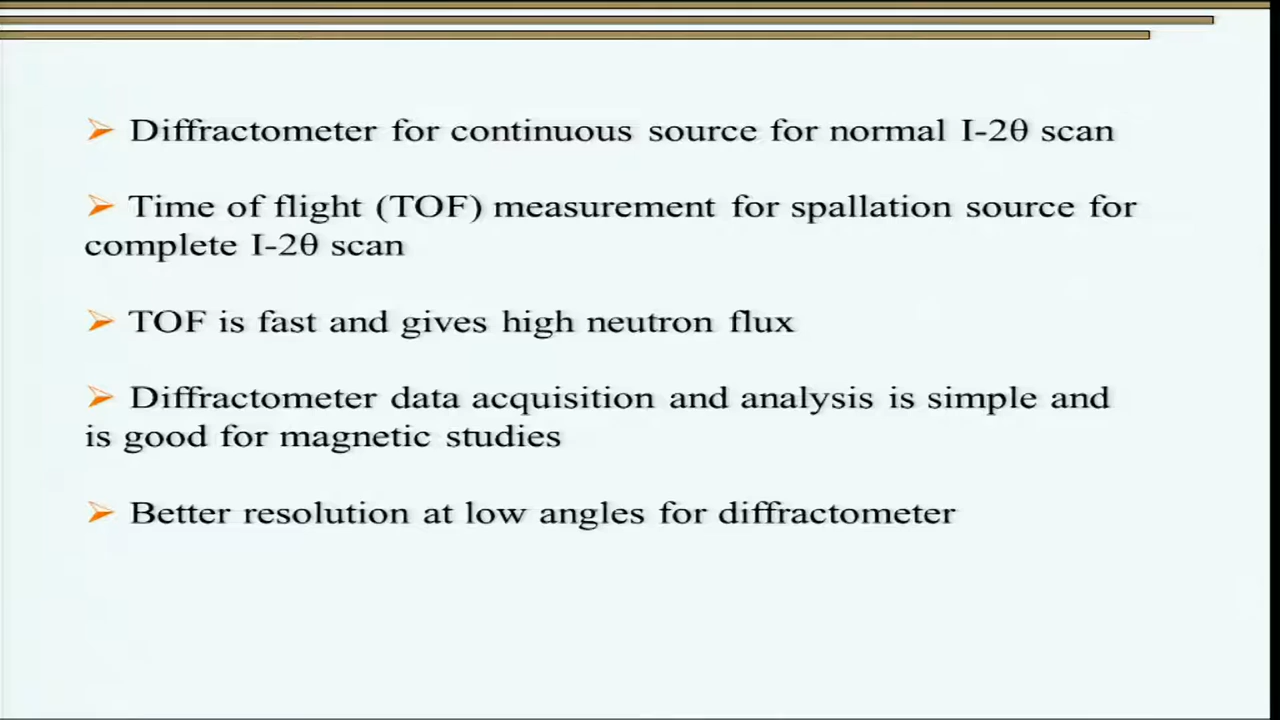 ➢ Diffractometer for continuous source for normal I-2θ scan
➢ Time of flight (TOF) measurement for spallation source for
complete I-2θ scan
➢ TOF is fast and gives high neutron flux
➢ Diffractometer data acquisition and analysis is simple and
is good for magnetic studies
➢ Better resolution at low angles for diffractometer